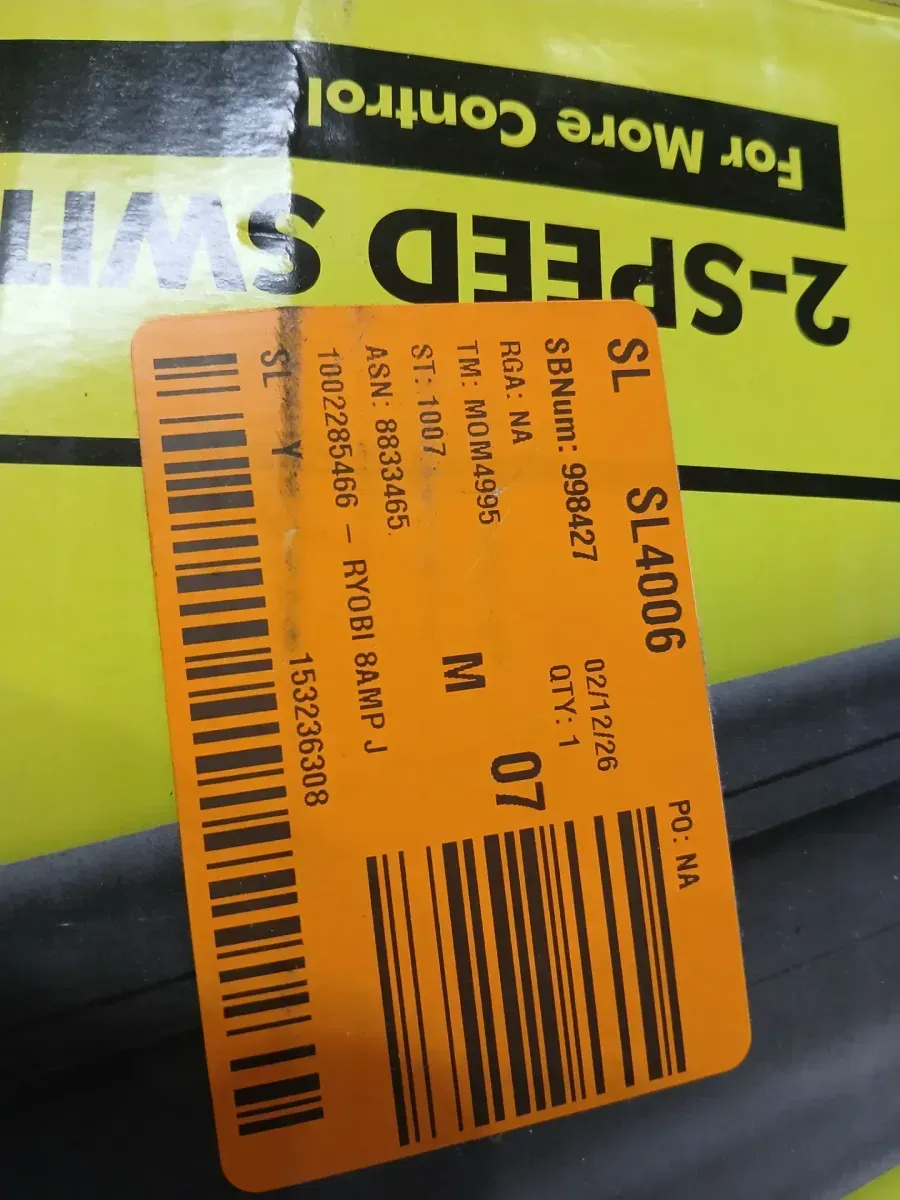 For More Control
2-SPEED SWIT
SL SL4006 PO: NA
02/12/26
SBNum: 998427 QTY: 1
RGA: NA 07
TM: MOM4995
ST: 1007 M
ASN: 8833465
1002285466 - RYOBI 8AMP J
SL Y 153236308